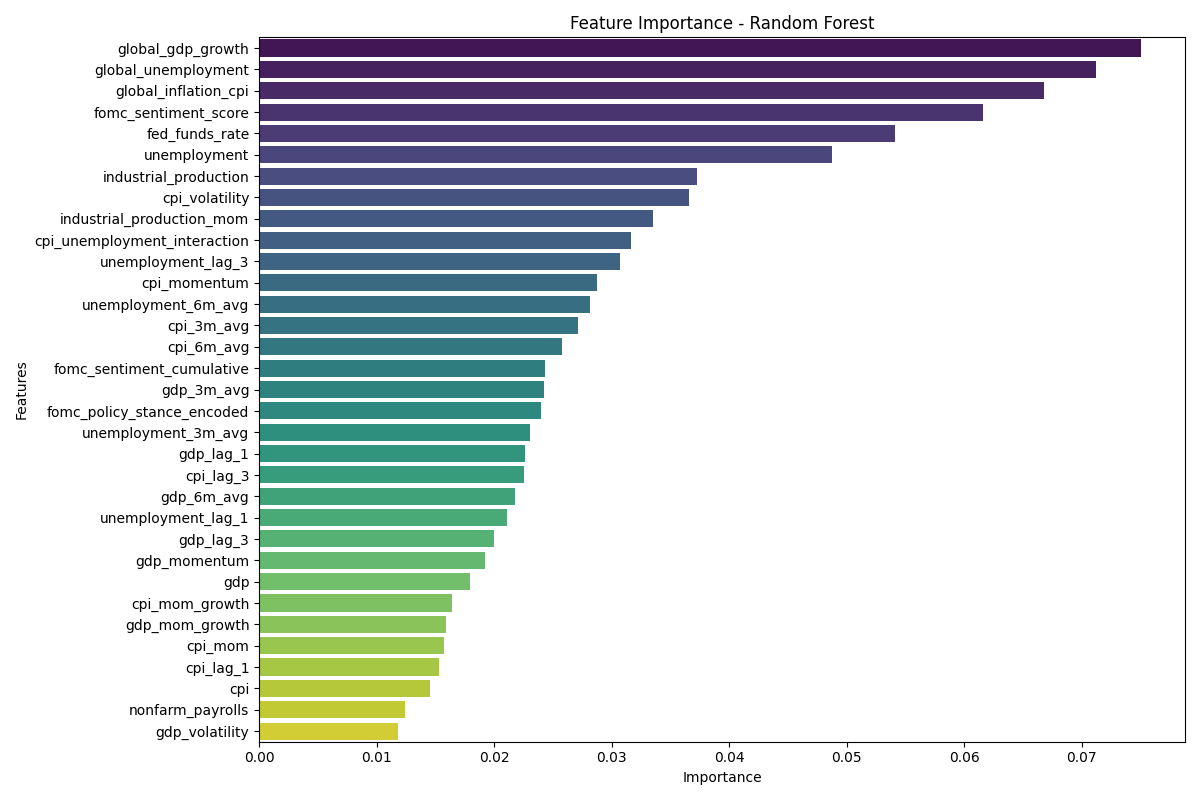 Feature Importance - Random Forest
global_gdp_growth
global_unemployment
global_inflation_cpi
fomc_sentiment_score
fed_funds_rate
unemployment
industrial_production
cpi_volatility
industrial_production_mom
cpi_unemployment_interaction
unemployment_lag_3
cpi_momentum
unemployment_6m_avg
cpi_3m_avg
cpi_6m_avg
fomc_sentiment_cumulative
gdp_3m_avg
fomc_policy_stance_encoded
unemployment_3m_avg
gdp_lag_1
cpi_lag_3
gdp_6m_avg
unemployment_lag_1
gdp_lag_3
gdp_momentum
gdp
cpi_mom_growth
gdp_mom_growth
cpi_mom
cpi_lag_1
cpi
nonfarm_payrolls
gdp_volatility
Features
0.00 0.01 0.02 0.03 0.04 0.05 0.06 0.07
Importance